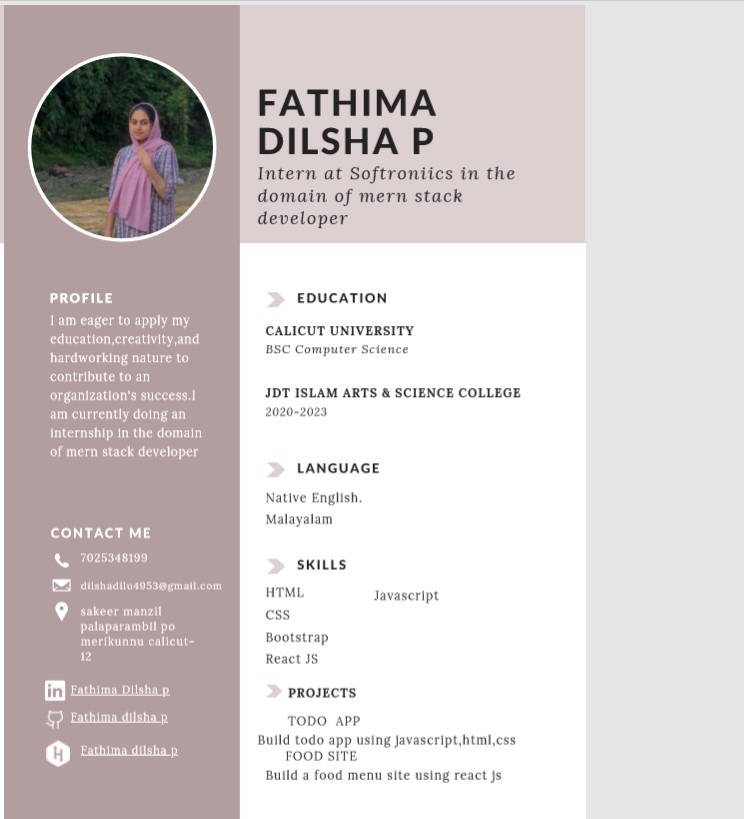 FATHIMA
DILSHA P
Intern at Softroniics in the
domain of mern stack
developer
PROFILE
I am eager to apply my
education,creativity,and
hardworking nature to
contribute to an
organization's success.I
am currently doing an
internship in the domain
of mern stack developer
CONTACT ME
7025348199
dilshadilu4953@gmail.com
sakeer manzil
palaparambil po
merikunnu calicut-
12
in Fathima Dilsha p
Fathima dilsha p
H Fathima dilsha p
EDUCATION
CALICUT UNIVERSITY
BSC Computer Science
JDT ISLAM ARTS & SCIENCE COLLEGE
2020-2023
LANGUAGE
Native English.
Malayalam
SKILLS
HTML Javascript
CSS
Bootstrap
React JS
PROJECTS
TODO APP
Build todo app using javascript,html,css
FOOD SITE
Build a food menu site using react js